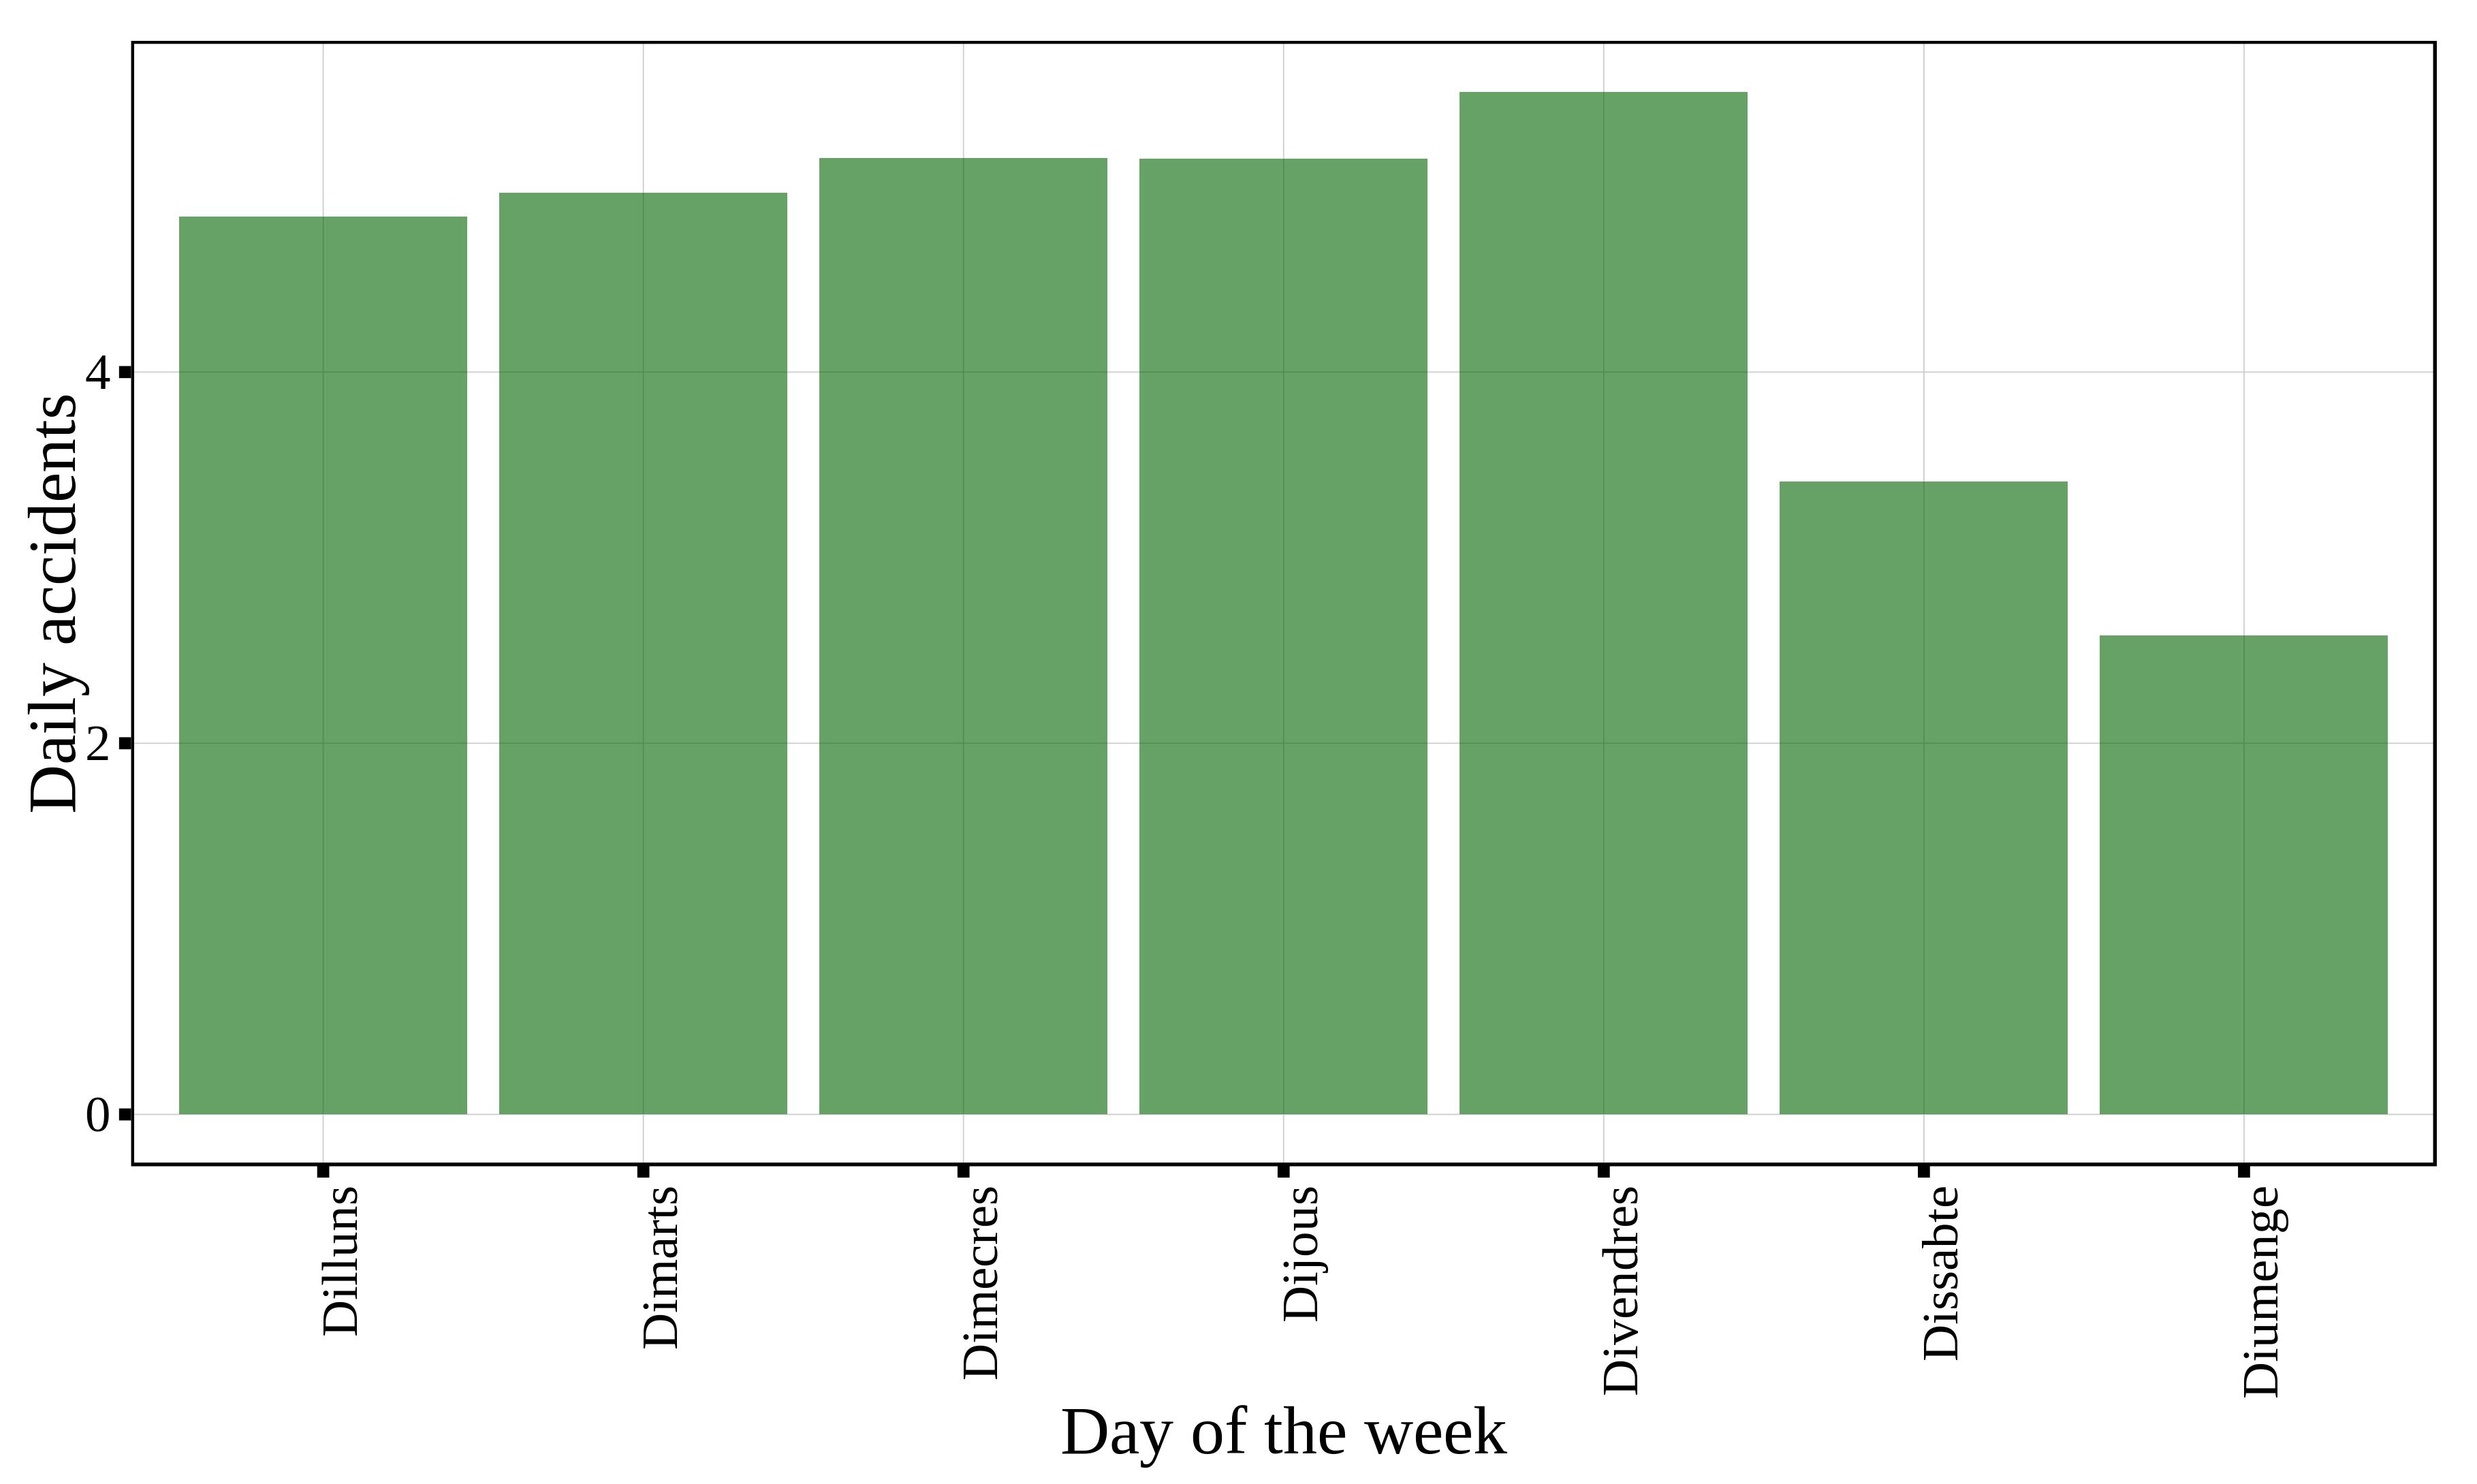 Daily accidents
4
2
0
Dilluns
Dimarts
Dimecres
Dijous
Divendres
Dissabte
Diumenge
Day of the week